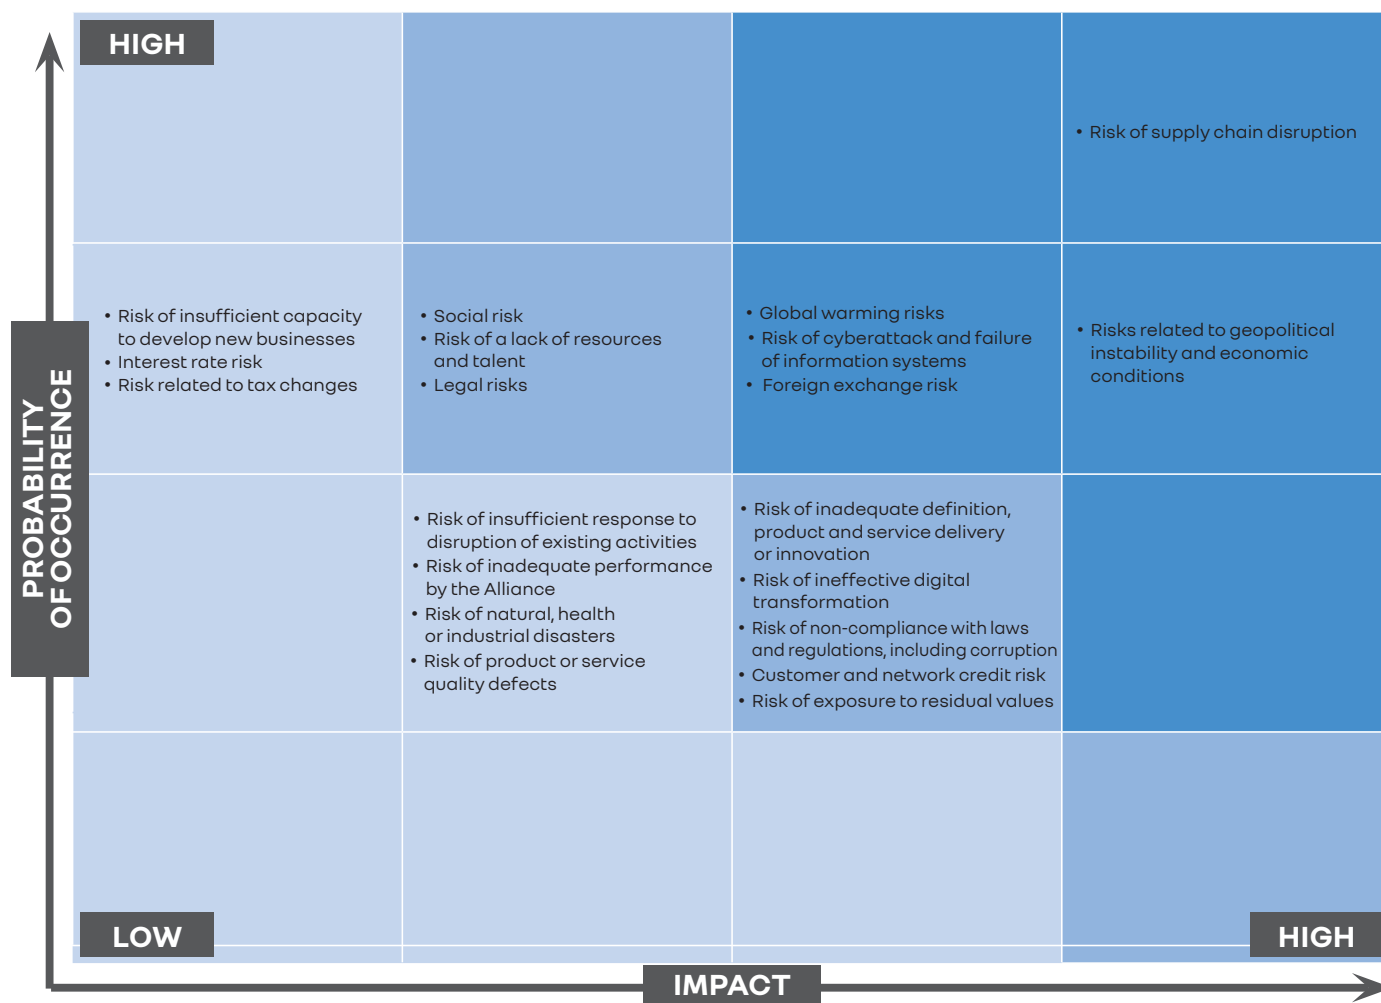 HIGH
• Risk of supply chain disruption
• Risk of insufficient capacity
to develop new businesses
• Interest rate risk
• Risk related to tax changes
• Social risk
• Risk of a lack of resources
and talent
• Legal risks
• Global warming risks
• Risk of cyberattack and failure
of information systems
• Foreign exchange risk
• Risks related to geopolitical
instability and economic
conditions
PROBABILITY
OF OCCURRENCE
• Risk of insufficient response to
disruption of existing activities
• Risk of inadequate performance
by the Alliance
• Risk of natural, health
or industrial disasters
• Risk of product or service
quality defects
• Risk of inadequate definition,
product and service delivery
or innovation
• Risk of ineffective digital
transformation
• Risk of non-compliance with laws
and regulations, including corruption
• Customer and network credit risk
• Risk of exposure to residual values
LOW
HIGH
IMPACT